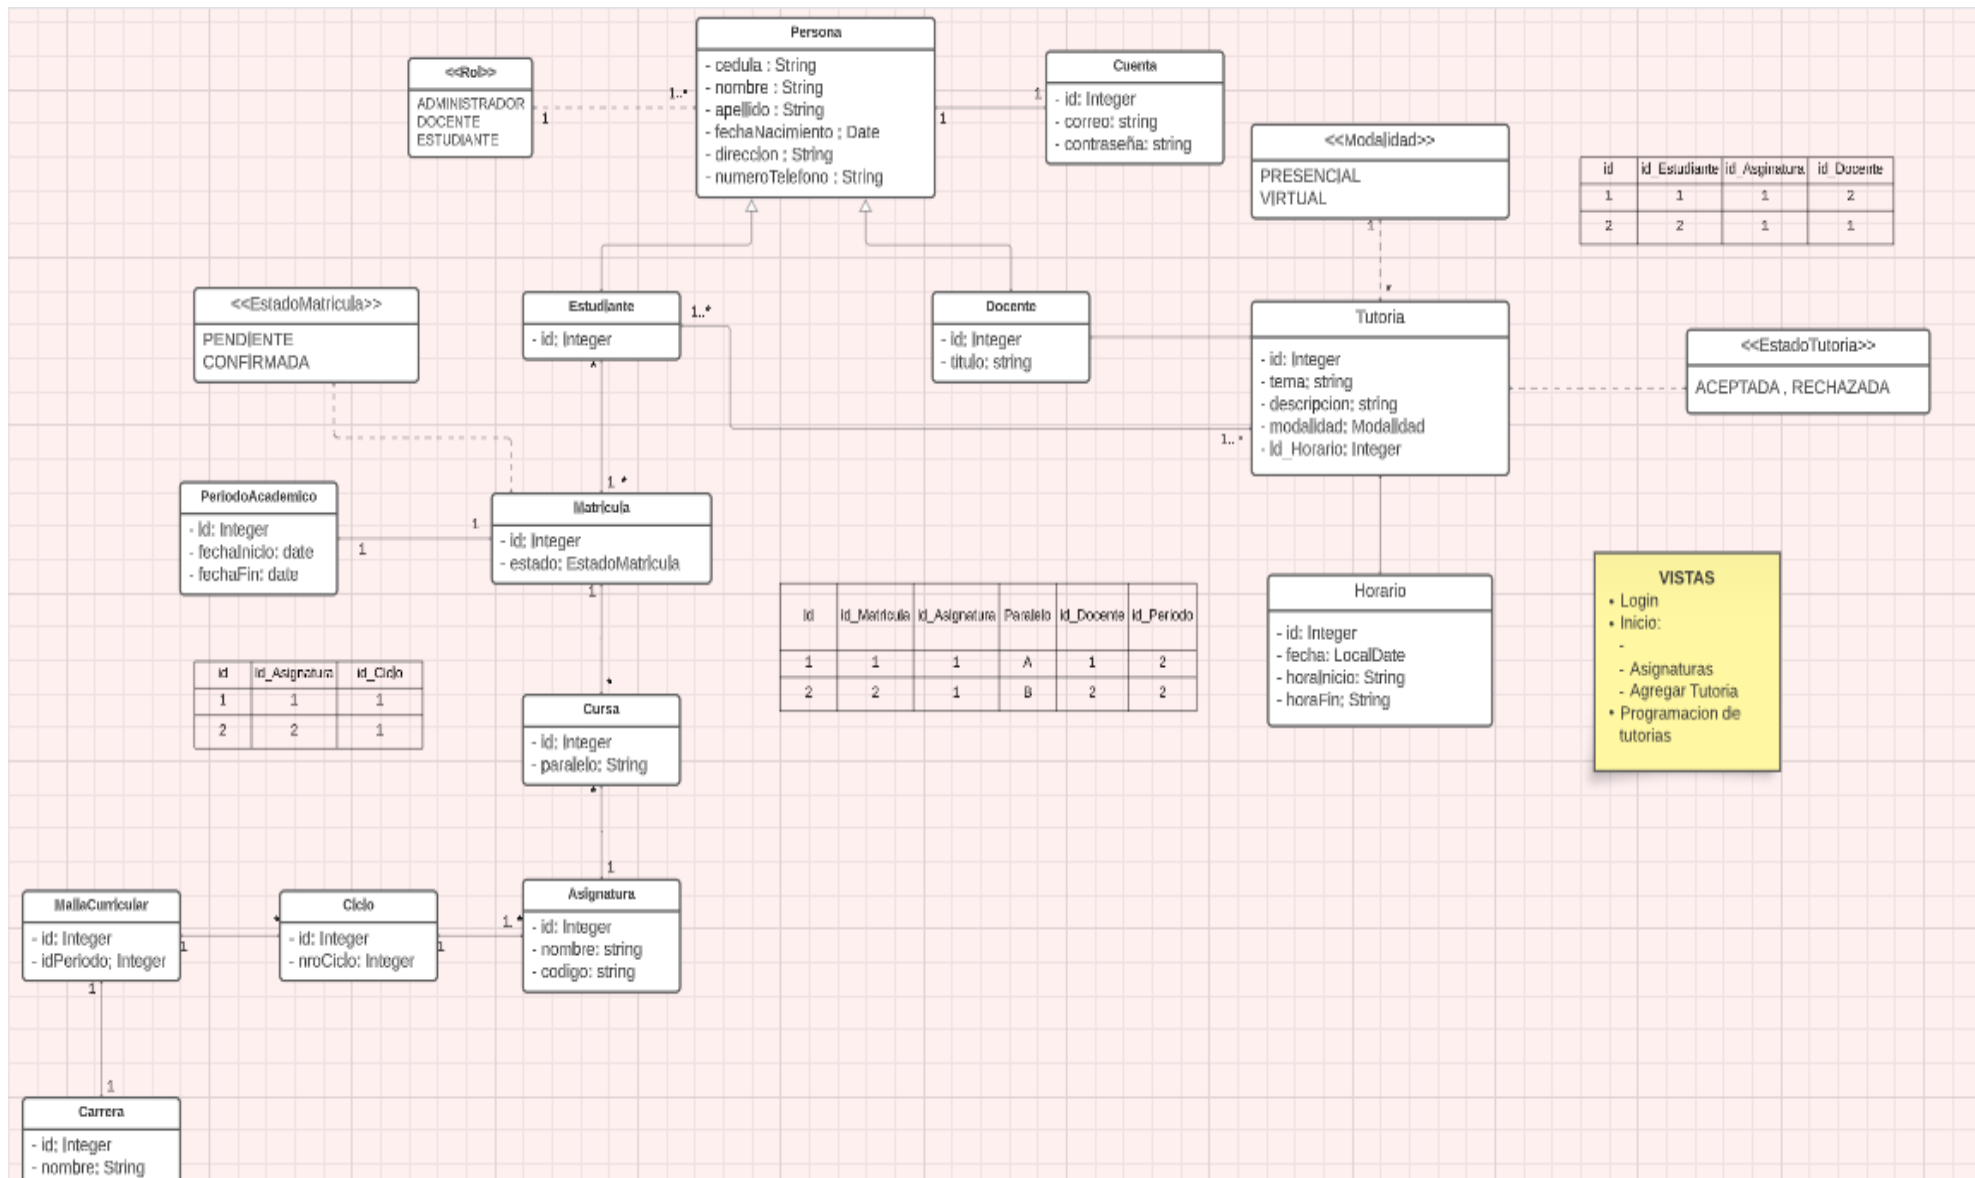 Persona
- cedula : String
- nombre : String
- apellido : String
- fechaNacimiento : Date
- direccion : String
- numeroTelefono : String
<<Rol>>
ADMINISTRADOR
DOCENTE
ESTUDIANTE
1
1..*
Cuenta
- id: Integer
- correo: string
- contraseña: string
1
1
<<Modalidad>>
PRESENCIAL
VIRTUAL
1
*
id id_Estudiante id_Asginatura id_Docente
1 1 1 2
2 2 1 1
<<EstadoMatricula>>
PENDIENTE
CONFIRMADA
Estudiante
- id: Integer
1..*
*
Docente
- id: Integer
- titulo: string
Tutoria
- id: Integer
- tema: string
- descripcion: string
- modalidad: Modalidad
- id_Horario: Integer
1..*
<<EstadoTutoria>>
ACEPTADA , RECHAZADA
PeriodoAcademico
- id: Integer
- fechaInicio: date
- fechaFin: date
1
1
1 *
Matricula
- id: Integer
- estado: EstadoMatricula
1
id id_Matricula id_Asignatura Paralelo id_Docente id_Periodo
1 1 1 A 1 2
2 2 1 B 2 2
Horario
- id: Integer
- fecha: LocalDate
- horaInicio: String
- horaFin: String
VISTAS
• Login
• Inicio:
-
- Asignaturas
- Agregar Tutoria
• Programacion de
tutorias
id id_Asignatura id_Ciclo
1 1 1
2 2 1
*
Cursa
- id: Integer
- paralelo: String
*
1
Asignatura
- id: Integer
- nombre: string
- codigo: string
1..*
MallaCurricular
- id: Integer
- idPeriodo: Integer
1
*
Ciclo
- id: Integer
- nroCiclo: Integer
1
1
1
Carrera
- id: Integer
- nombre: String